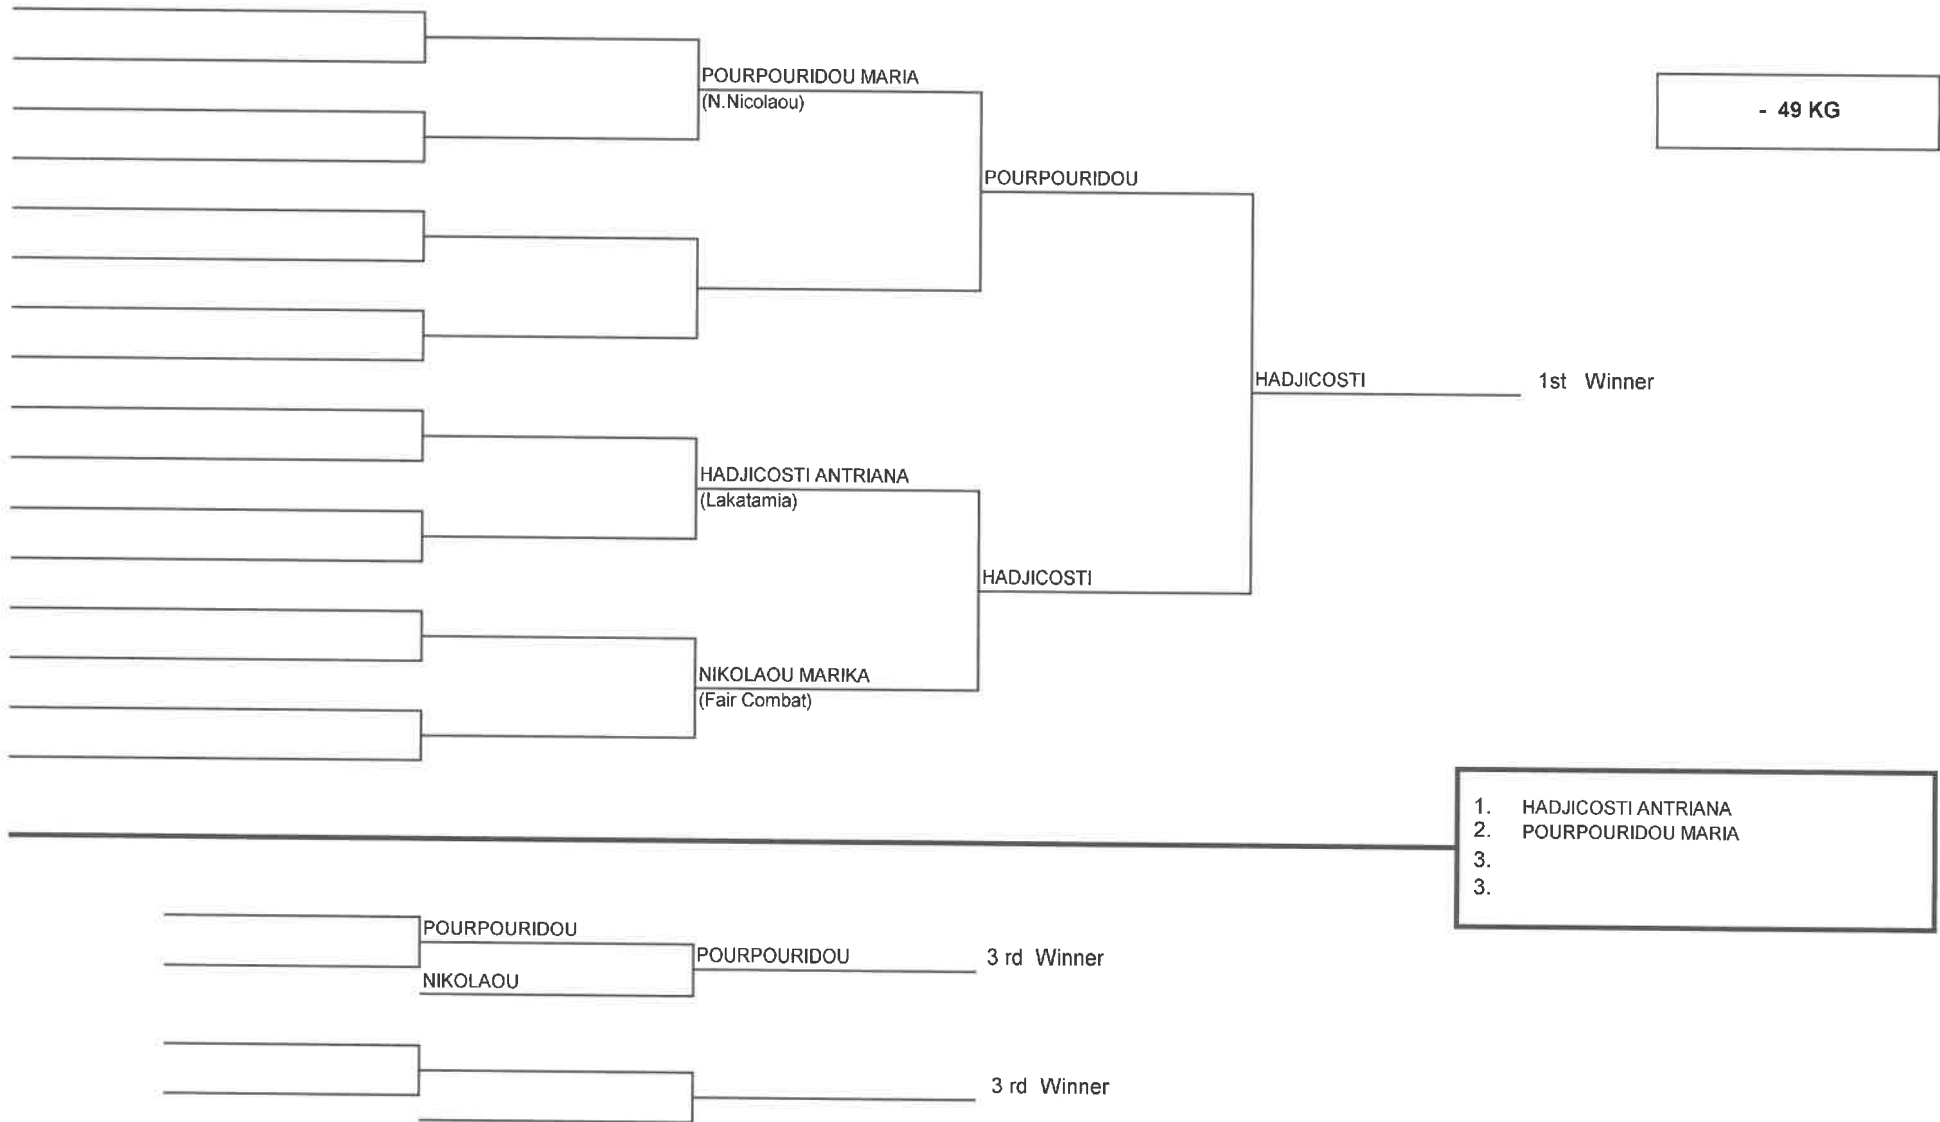 POURPOURIDOU MARIA
(N.Nicolaou)
- 49 KG
POURPOURIDOU
HADJICOSTI
1st Winner
HADJICOSTI ANTRIANA
(Lakatamia)
HADJICOSTI
NIKOLAOU MARIKA
(Fair Combat)
1. HADJICOSTI ANTRIANA
2. POURPOURIDOU MARIA
3.
3.
POURPOURIDOU
POURPOURIDOU
3 rd Winner
NIKOLAOU
3 rd Winner